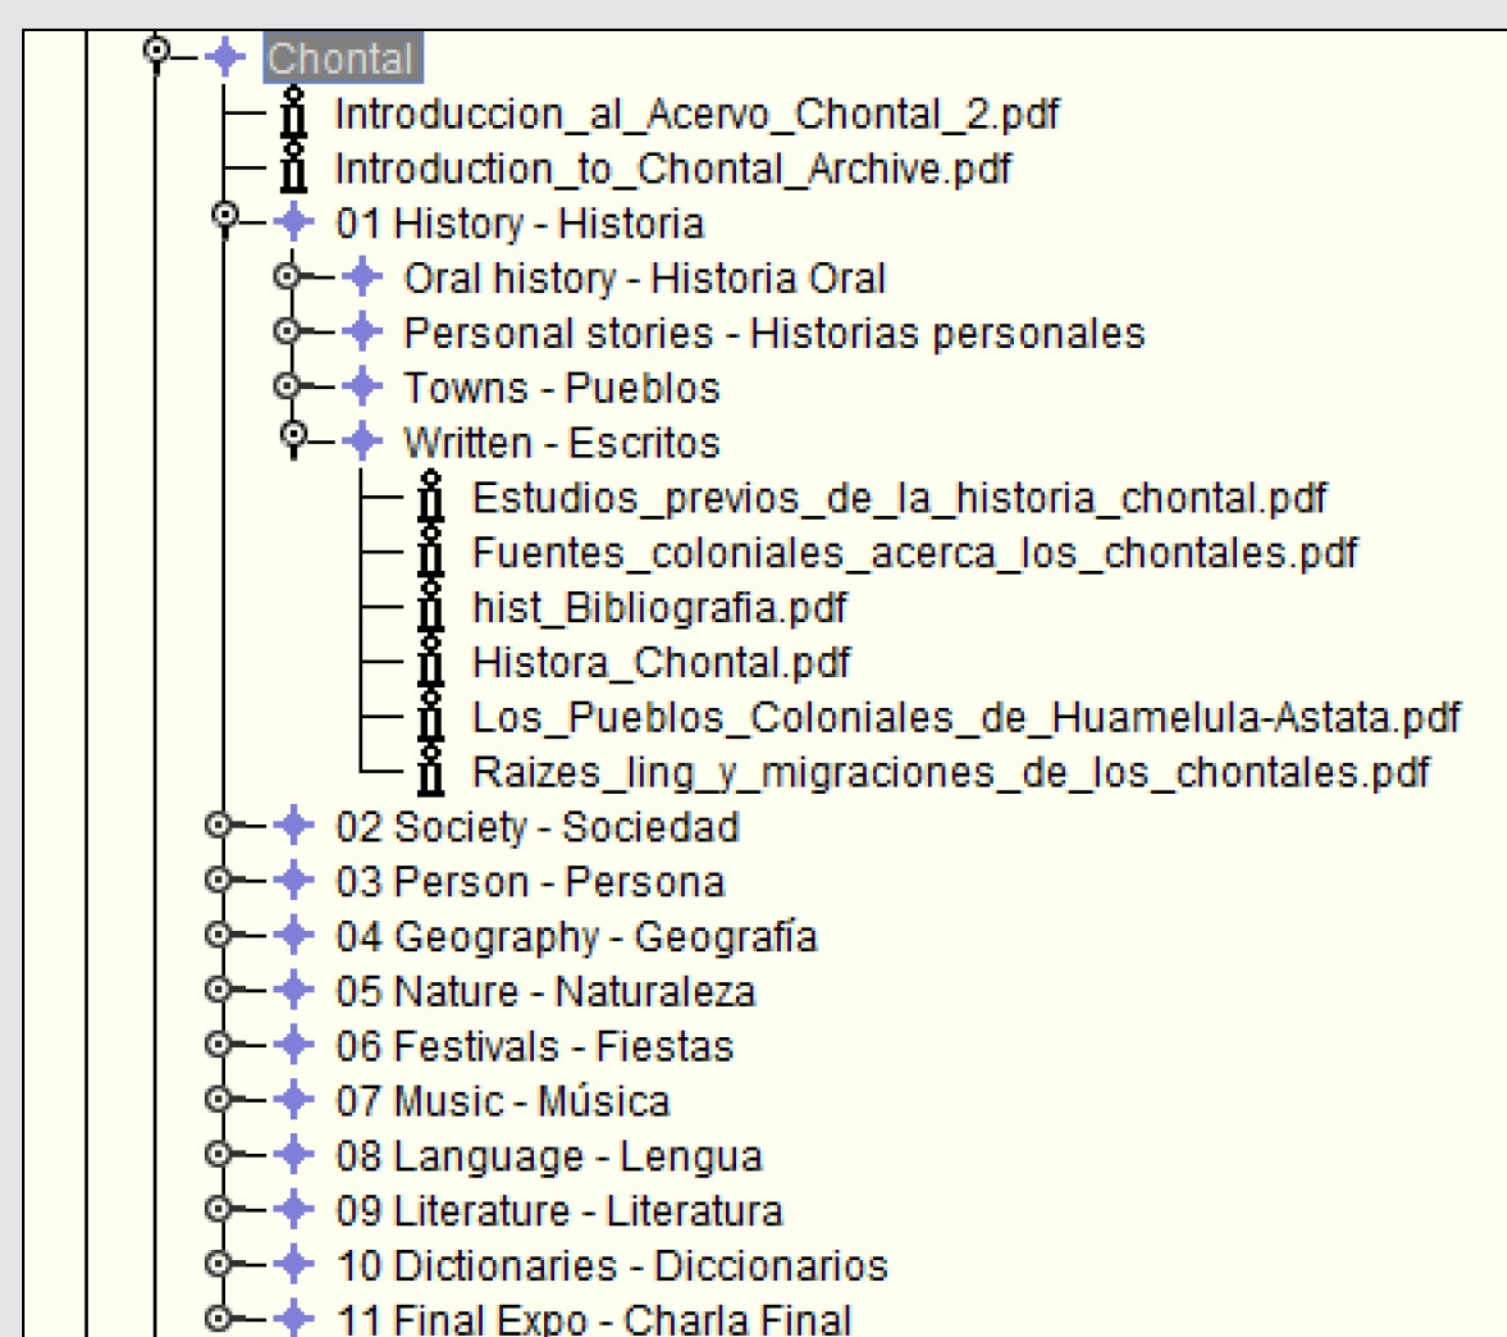 Chontal
Introduccion_al_Acervo_Chontal_2.pdf
Introduction_to_Chontal_Archive.pdf
01 History - Historia
Oral history - Historia Oral
Personal stories - Historias personales
Towns - Pueblos
Written - Escritos
Estudios_previos_de_la_historia_chontal.pdf
Fuentes_coloniales_acerca_los_chontales.pdf
hist_Bibliografia.pdf
Histora_Chontal.pdf
Los_Pueblos_Coloniales_de_Huamelula-Astata.pdf
Raizes_ling_y_migraciones_de_los_chontales.pdf
02 Society - Sociedad
03 Person - Persona
04 Geography - Geografía
05 Nature - Naturaleza
06 Festivals - Fiestas
07 Music - Música
08 Language - Lengua
09 Literature - Literatura
10 Dictionaries - Diccionarios
11 Final Expo - Charla Final